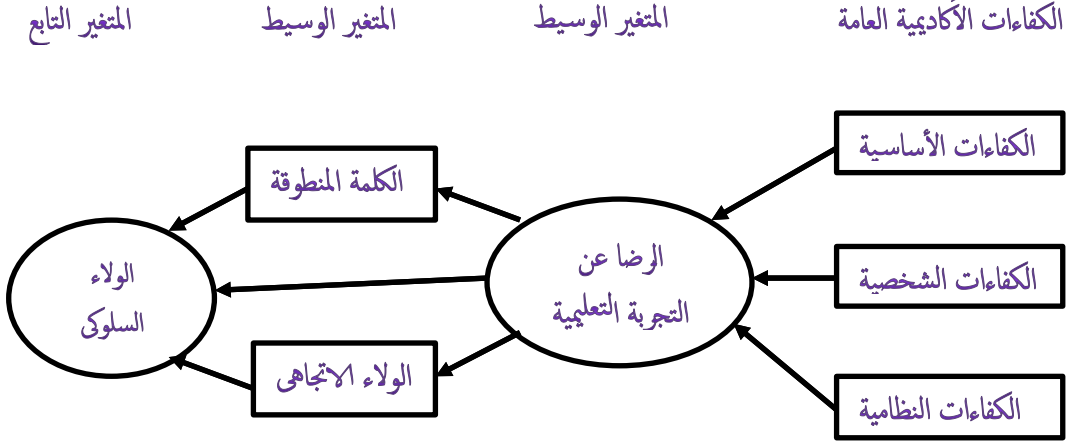 الكفاءات الأكاديمية العامة
المتغير الوسيط
المتغير الوسيط
المتغير التابع
الكفاءات الأساسية
الكفاءات الشخصية
الكفاءات النظامية
الرضا عن
التجربة التعليمية
الكلمة المنطوقة
الولاء الاتجاهى
الولاء
السلوكى